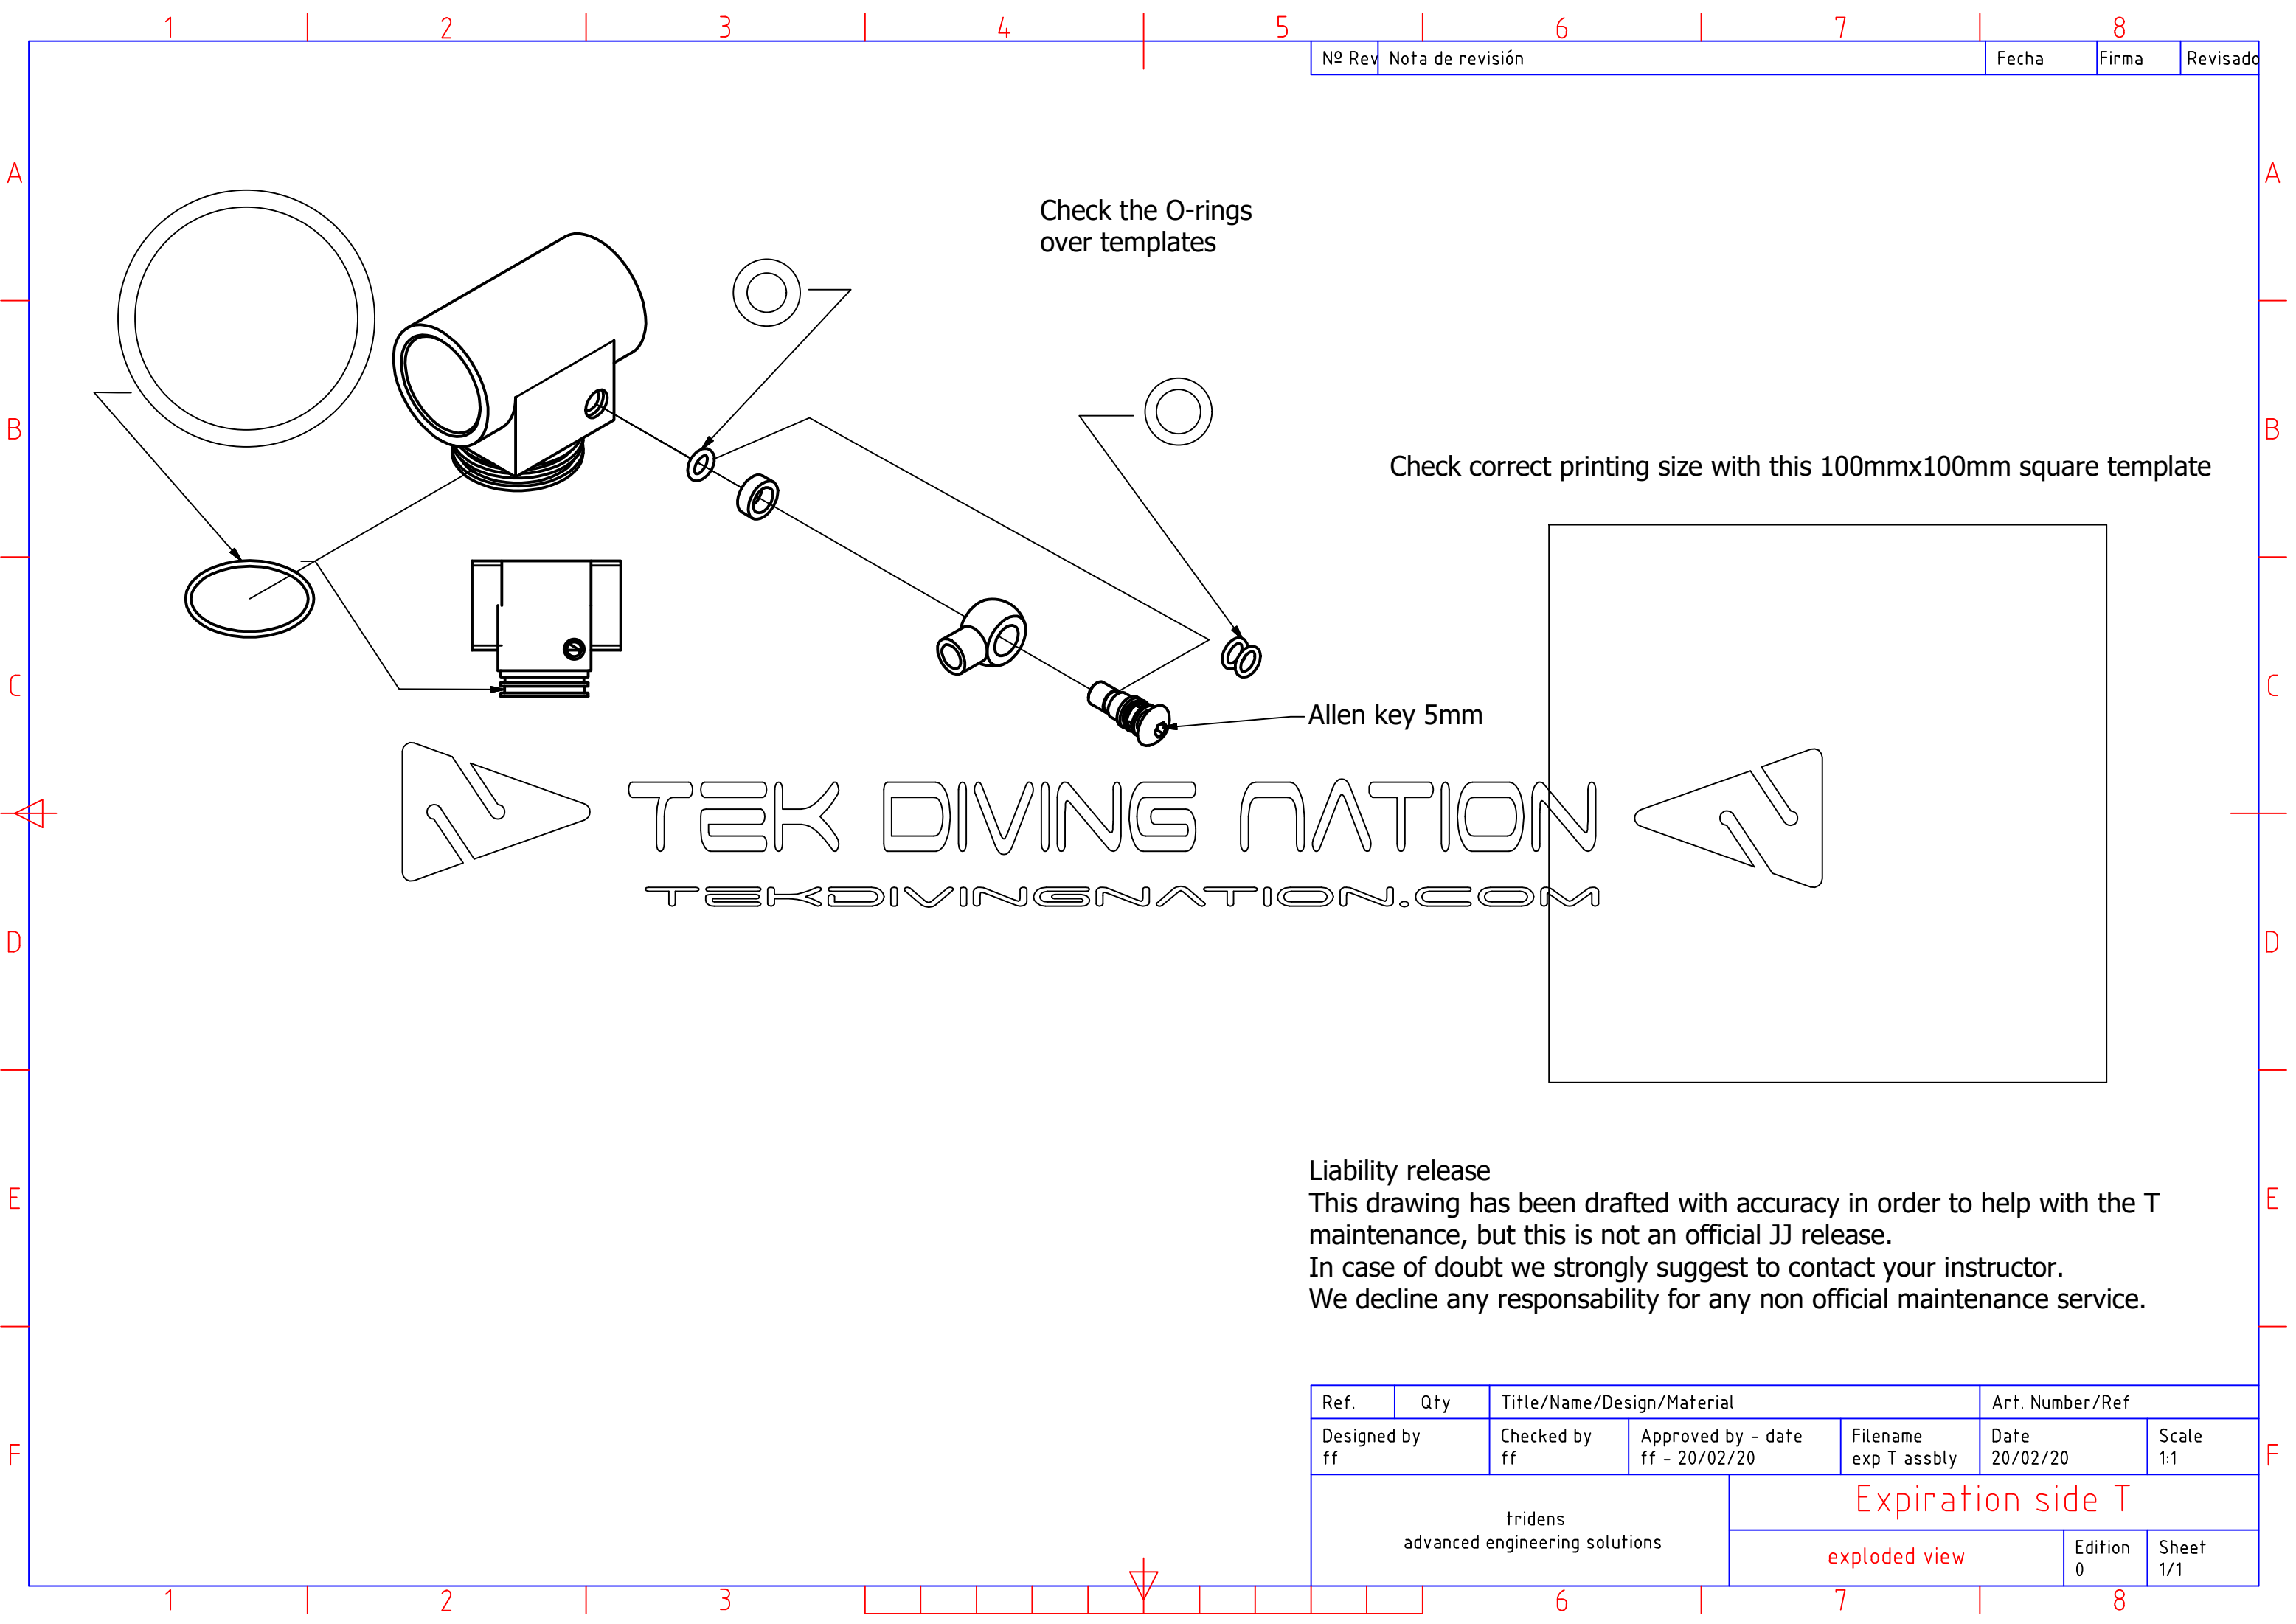 1 2 3 4 5 6 7 8
Nº Rev Nota de revisión Fecha Firma Revisado
A A
Check the O-rings
over templates
B B
Check correct printing size with this 100mmx100mm square template
C C
Allen key 5mm
TEK DIVING NATION
TEKDIVINGNATION.COM
D D
Liability release
This drawing has been drafted with accuracy in order to help with the T
maintenance, but this is not an official JJ release.
In case of doubt we strongly suggest to contact your instructor.
We decline any responsability for any non official maintenance service.
E E
Ref. Qty Title/Name/Design/Material Art. Number/Ref
Designed by Checked by Approved by - date Filename Date Scale
ff ff ff - 20/02/20 exp T assbly 20/02/20 1:1
F F
Expiration side T
tridens
advanced engineering solutions
exploded view
Edition Sheet
0 1/1
1 2 3 6 7 8